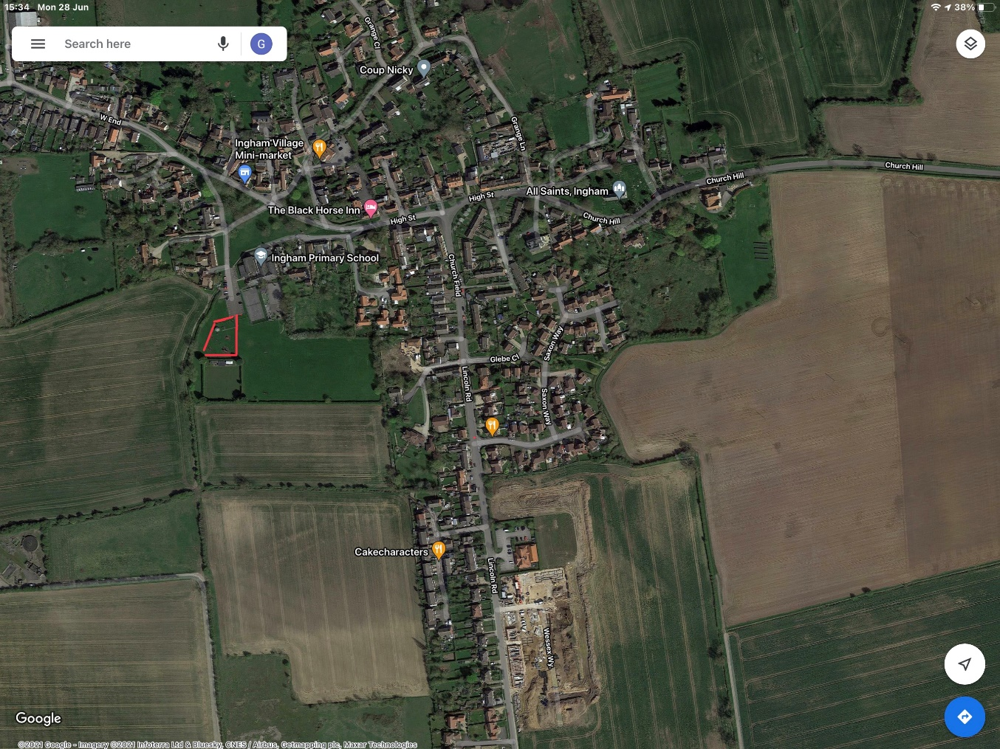 15:34 Mon 28 Jun
38%
Search here
G
Grange Cl
Coup Nicky
W End
Grange Ln
Ingham Village
Mini-market
Church Hill
Church Hill
All Saints, Ingham
High St
The Black Horse Inn
High St
Church Hill
Ingham Primary School
Church Field
Saxon Way
Glebe Cl
Lincoln Rd
Saxon Way
Cakecharacters
Lincoln Rd
Wessex Wy.
Google
©2021 Google - Imagery ©2021 Infoterra Ltd & Bluesky, CNES / Airbus, Getmapping plc, Maxar Technologies